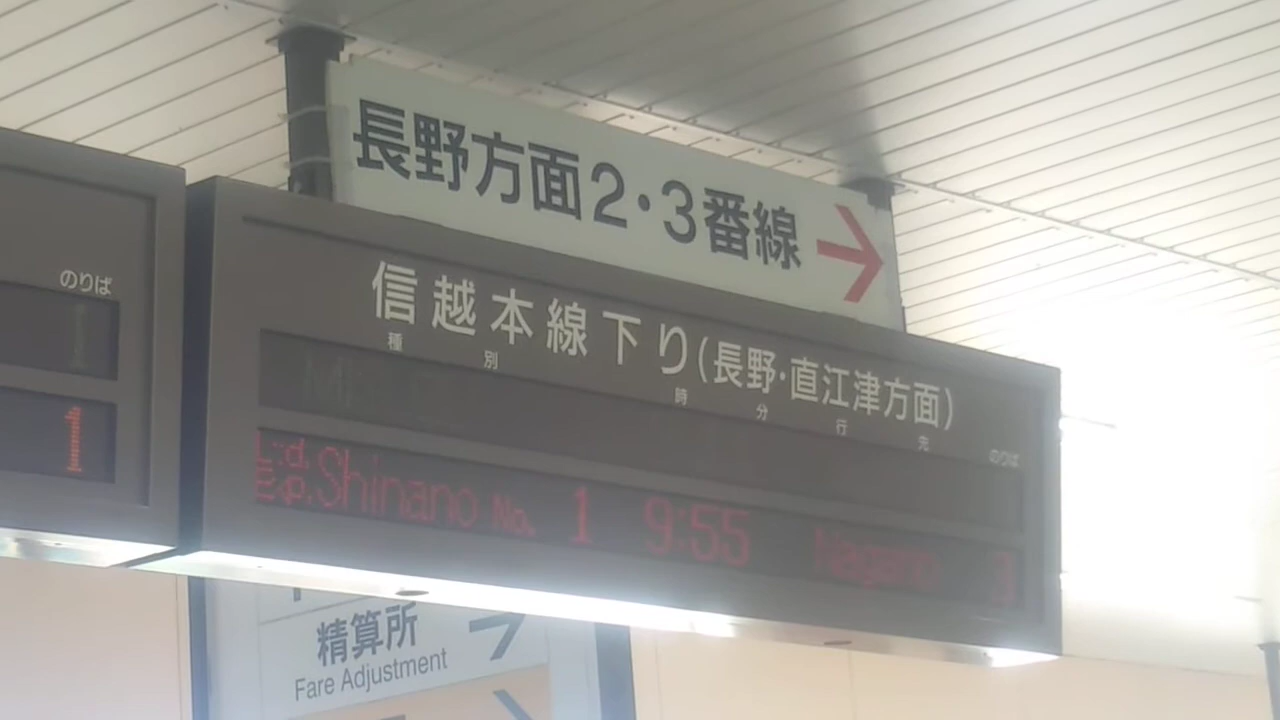 長野方面2・3番線
のりば
信越本線下り(長野・直江津方面)
種別 時分 行先 のりば
1
Ltd. Exp. Shinano No. 1 9:55 Nagano
精算所
Fare Adjustment